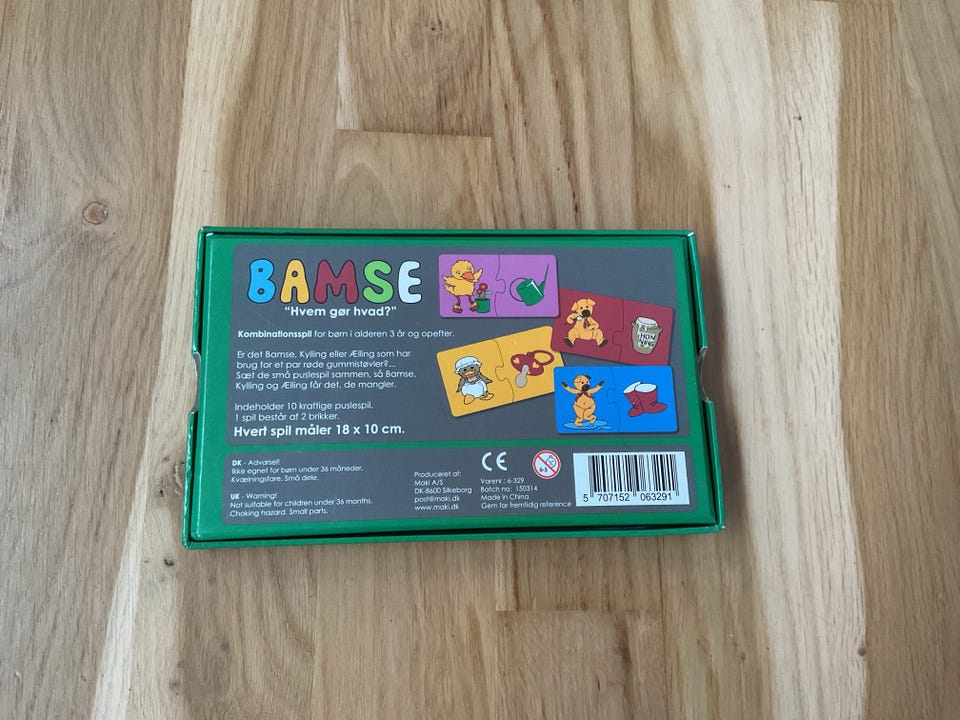 BAMSE
"Hvem gør hvad?"
Kombinationsspil for børn i alderen 3 år og opefter.
Er det Bamse, Kylling eller Ælling som har
brug for et par røde gummistøvler?...
Sæt de små puslespil sammen, så Bamse,
Kylling og Ælling får det, de mangler.
Indeholder 10 kraftige puslespil.
1 spil består af 2 brikker.
Hvert spil måler 18 x 10 cm.
DK - Advarsel!
Ikke egnet for børn under 36 måneder.
Kvælningsfare. Små dele.
UK - Warning!
Not suitable for children under 36 months.
Choking hazard. Small parts.
Produceret af:
Maki A/S
DK-8600 Silkeborg
post@maki.dk
www.maki.dk
CE
0-3
Varenr.: 6-329
Batch no: 150314
Made in China
Gem for fremtidig reference
5 707152 063291